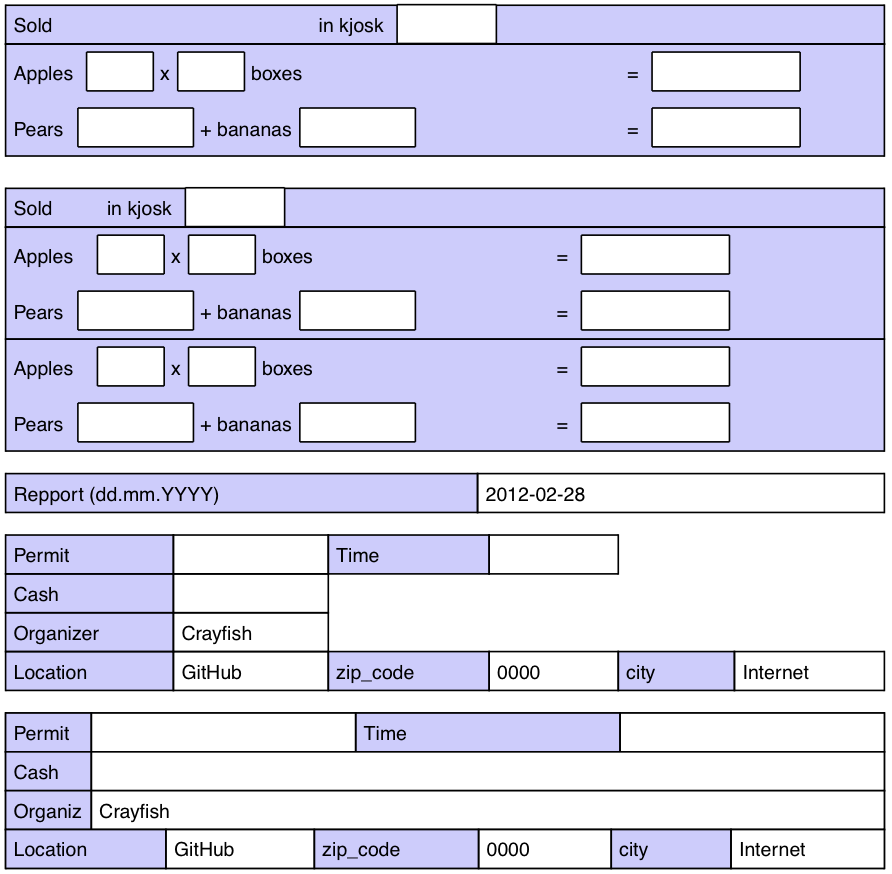 Sold in kjosk
Apples x boxes =
Pears + bananas =
Sold in kjosk
Apples x boxes =
Pears + bananas =
Apples x boxes =
Pears + bananas =
Repport (dd.mm.YYYY) 2012-02-28
Permit Time
Cash
Organizer Crayfish
Location GitHub zip_code 0000 city Internet
Permit Time
Cash
Organiz Crayfish
Location GitHub zip_code 0000 city Internet